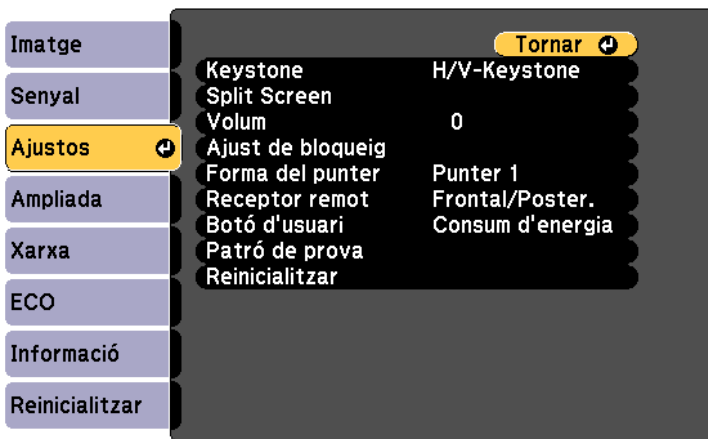 Imatge
Senyal
Ajustos
Ampliada
Xarxa
ECO
Informació
Reinicialitzar
Tornar
Keystone H/V-Keystone
Split Screen
Volum 0
Ajust de bloqueig
Forma del punter Punter 1
Receptor remot Frontal/Poster.
Botó d'usuari Consum d'energia
Patró de prova
Reinicialitzar